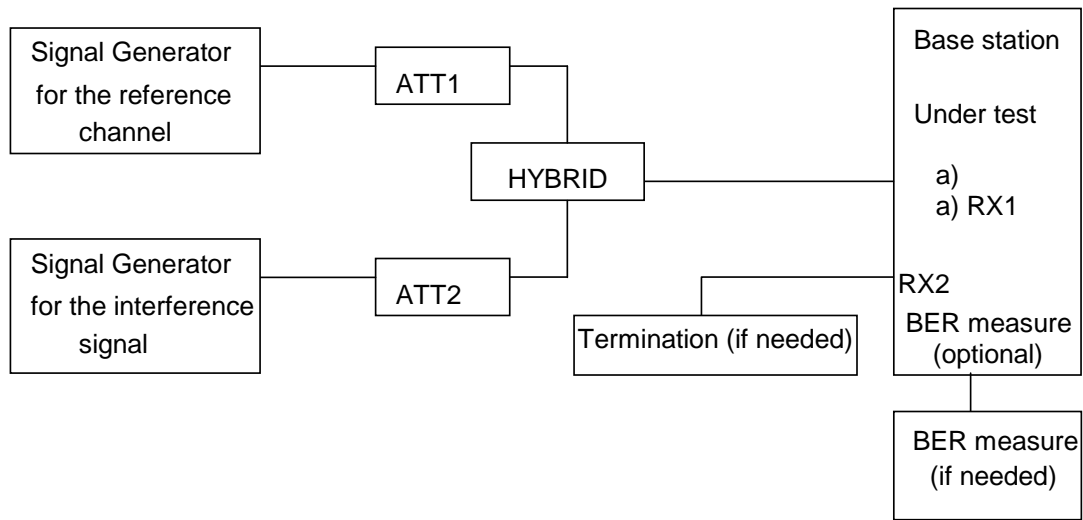 Signal Generator
for the reference
channel
ATT1
HYBRID
Signal Generator
for the interference
signal
ATT2
Termination (if needed)
Base station
Under test
a)
a) RX1
RX2
BER measure
(optional)
BER measure
(if needed)